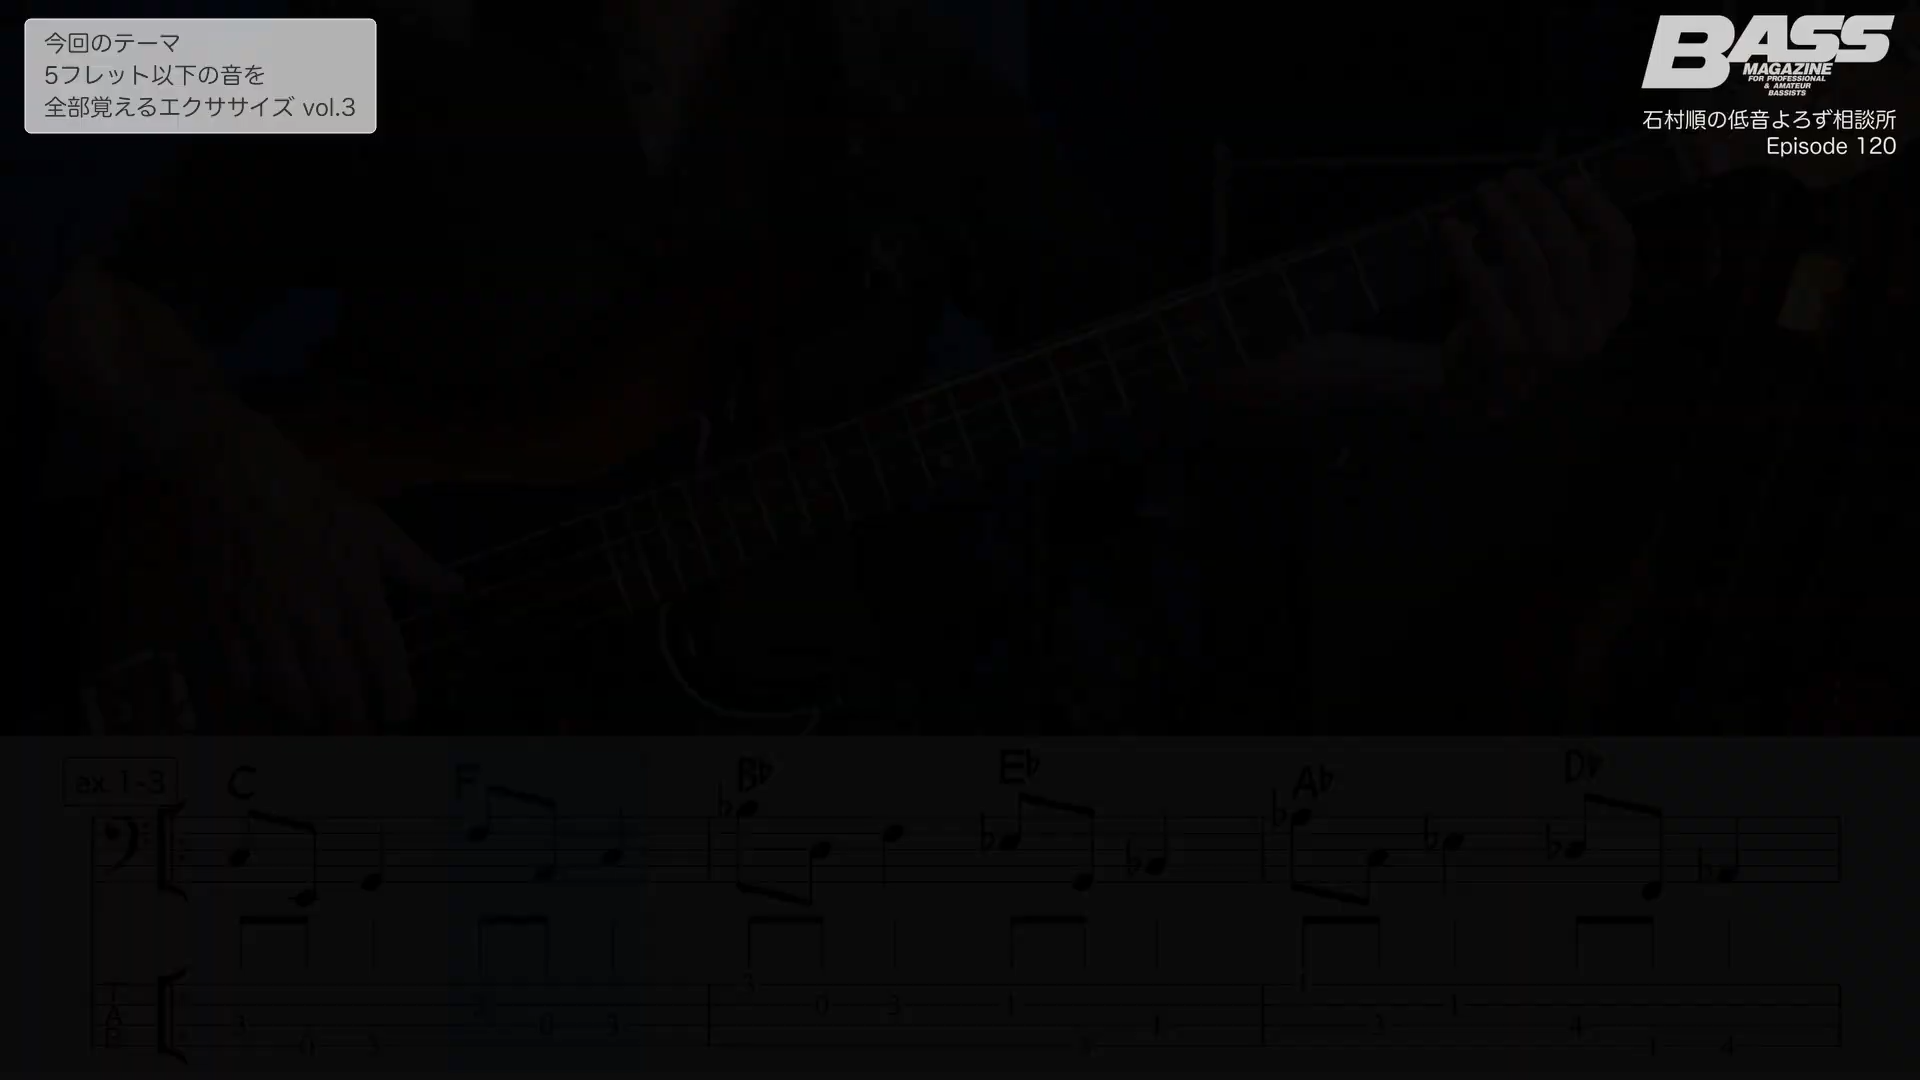 今回のテーマ
5フレット以下の音を
全部覚えるエクササイズ vol.3
BASS
MAGAZINE
FOR PROFESSIONAL
& AMATEUR
BASSISTS
石村順の低音よろず相談所
Episode 120
ex.1-3
C F B♭ E♭ A♭ D♭